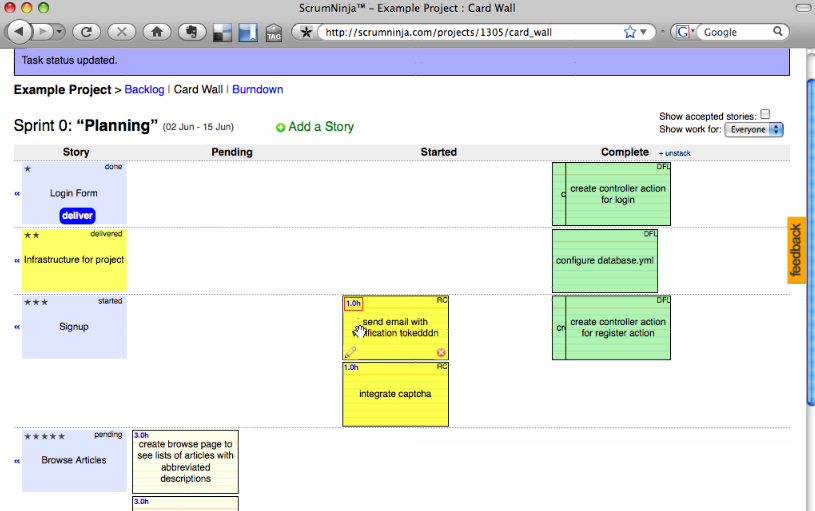 ScrumNinja™ - Example Project : Card Wall
TAG
http://scrumninja.com/projects/1305/card_wall
G
Google
Task status updated.
Example Project > Backlog | Card Wall | Burndown
Sprint 0: “Planning” (02 Jun - 15 Jun)
Add a Story
Show accepted stories:
Show work for: Everyone
Story Pending Started Complete ÷ unstack
★ done
« Login Form
deliver
DFL
c
create controller action
for login
★★ delivered
« Infrastructure for project
DFL
configure database.yml
feedback
★★★ started
« Signup
1.0h RC
send email with
tokedddn
DFL
cr
create controller action
for register action
1.0h RC
integrate captcha
★★★★★ pending
« Browse Articles
3.0h
create browse page to
see lists of articles with
abbreviated
descriptions
3.0h